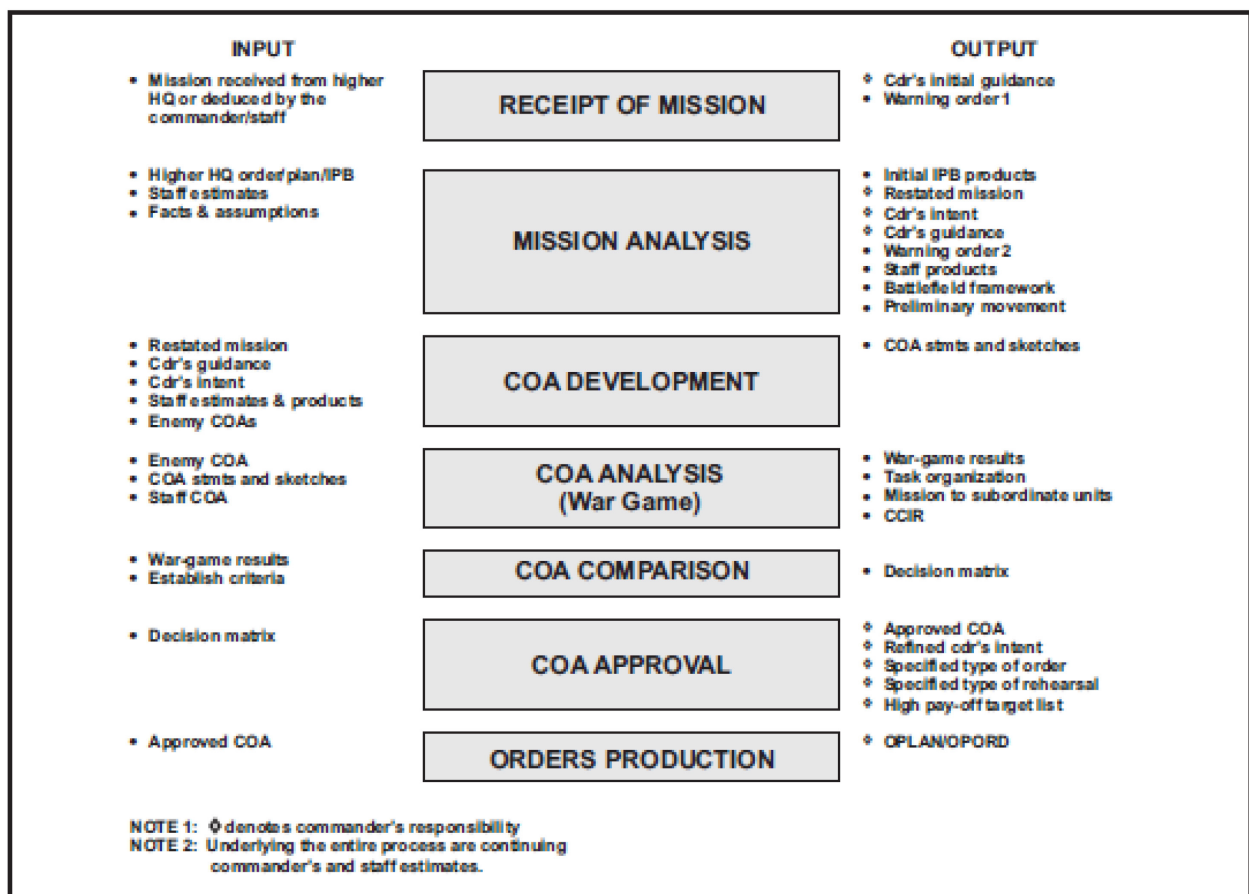 INPUT
OUTPUT
• Mission received from higher
HQ or deduced by the
commander/staff
RECEIPT OF MISSION
❖ Cdr's initial guidance
• Warning order 1
• Higher HQ order/plan/IPB
• Staff estimates
• Facts & assumptions
MISSION ANALYSIS
• Initial IPB products
❖ Restated mission
❖ Cdr's intent
❖ Cdr's guidance
• Warning order 2
• Staff products
• Battlefield framework
• Preliminary movement
• Restated mission
• Cdr's guidance
• Cdr's intent
• Staff estimates & products
• Enemy COAs
COA DEVELOPMENT
• COA stmts and sketches
• Enemy COA
• COA stmts and sketches
• Staff COA
COA ANALYSIS
(War Game)
• War-game results
• Task organization
• Mission to subordinate units
• CCIR
• War-game results
• Establish criteria
COA COMPARISON
• Decision matrix
• Decision matrix
COA APPROVAL
❖ Approved COA
❖ Refined cdr's intent
❖ Specified type of order
❖ Specified type of rehearsal
❖ High pay-off target list
• Approved COA
ORDERS PRODUCTION
❖ OPLAN/OPORD
NOTE 1: ❖ denotes commander's responsibility
NOTE 2: Underlying the entire process are continuing
commander's and staff estimates.